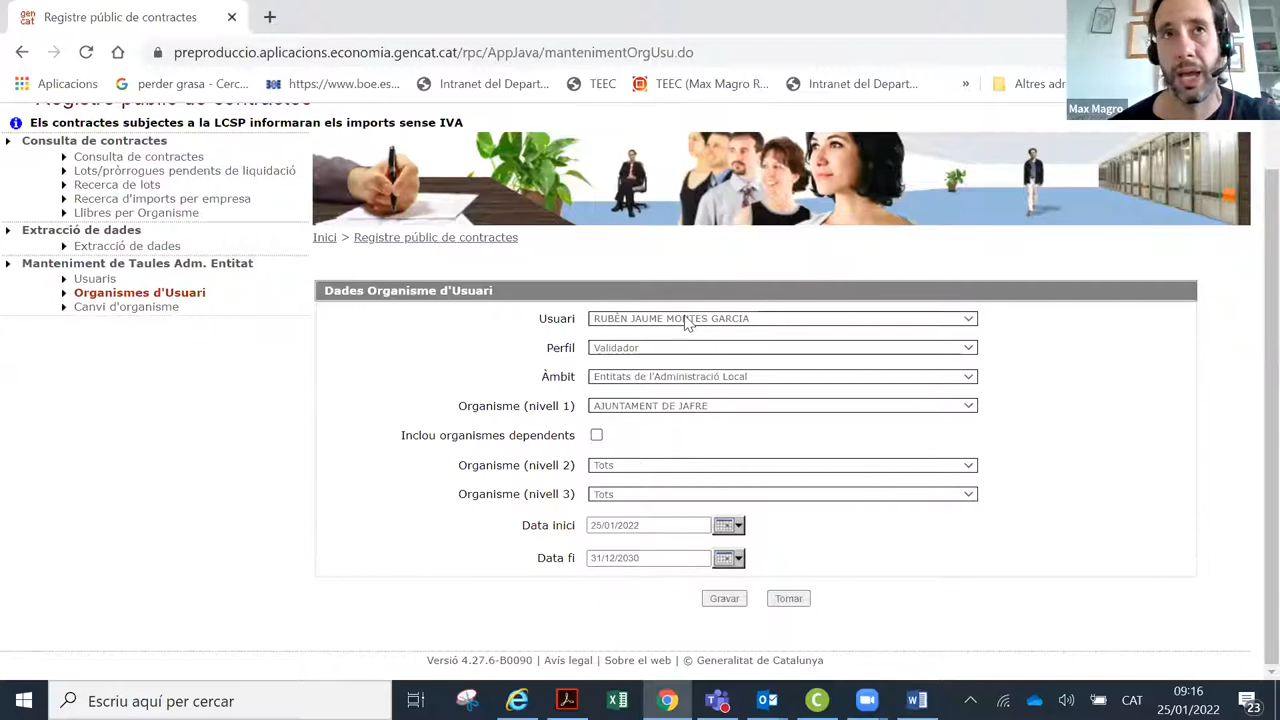 gen
cat
Registre públic de contractes
preproduccio.aplicacions.economia.gencat.cat/rpc/AppJava/mantenimentOrgUsu.do
Aplicacions
perder grasa - Cerc...
https://www.boe.es...
Intranet del Depart...
TEEC
TEEC (Max Magro R...
Intranet del Depart...
»
Altres adr
Max Magro
Registre públic de contractes
Els contractes subjectes a la LCSP informaran els imports sense IVA
Consulta de contractes
Consulta de contractes
Lots/pròrrogues pendents de liquidació
Recerca de lots
Recerca d'imports per empresa
Llibres per Organisme
Extracció de dades
Extracció de dades
Manteniment de Taules Adm. Entitat
Usuaris
Organismes d'Usuari
Canvi d'organisme
Inici > Registre públic de contractes
Dades Organisme d'Usuari
Usuari RUBÈN JAUME MONTES GARCIA
Perfil Validador
Àmbit Entitats de l'Administració Local
Organisme (nivell 1) AJUNTAMENT DE JAFRE
Inclou organismes dependents
Organisme (nivell 2) Tots
Organisme (nivell 3) Tots
Data inici 25/01/2022
Data fi 31/12/2030
Gravar Tornar
Versió 4.27.6-B0090 | Avís legal | Sobre el web | © Generalitat de Catalunya
Escriu aquí per cercar
CAT
09:16
25/01/2022
23